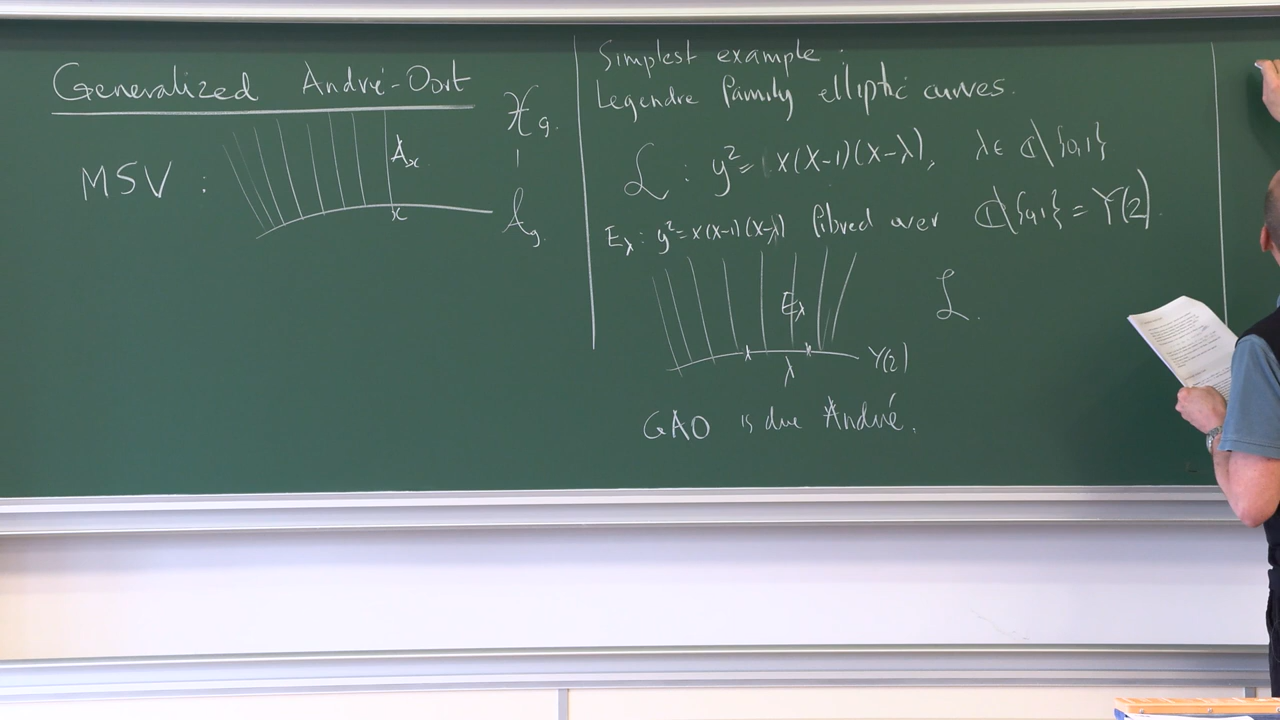 Generalized André-Oort
MSV :
A_x
x
𝒳_g.
|
𝒜_g.
Simplest example :
Legendre family elliptic curves.
ℒ : y² = x(x-1)(x-λ), λ ∈ ℂ\{0,1}
E_λ : y² = x(x-1)(x-λ) fibred over ℂ\{0,1} = Y(2).
E_λ
ℒ.
λ
Y(2)
GAO is due André.